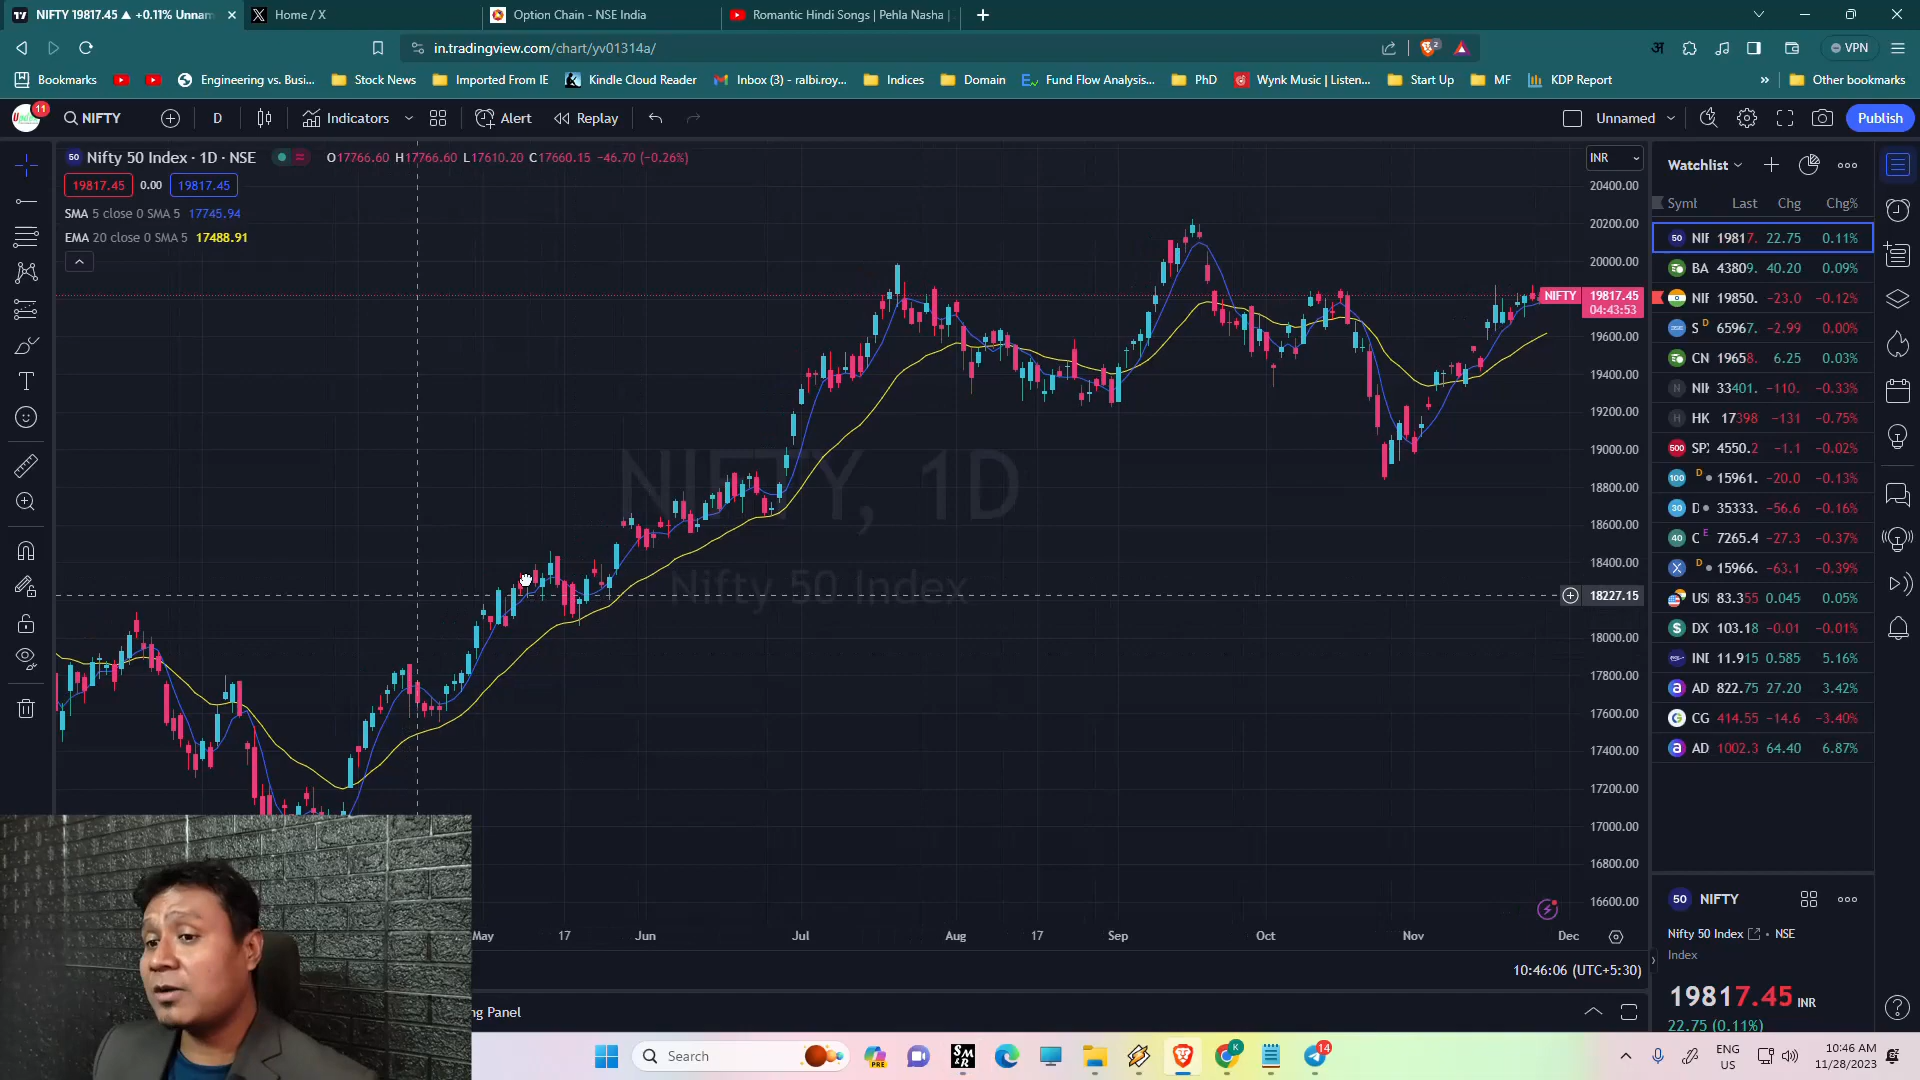 NIFTY 19817.45 ▲ +0.11% Unnam
Home / X
Option Chain - NSE India
Romantic Hindi Songs | Pehla Nasha |
in.tradingview.com/chart/yv01314a/
2
अ
VPN
Bookmarks
Engineering vs. Busi...
Stock News
Imported From IE
Kindle Cloud Reader
Inbox (3) - ralbi.roy...
Indices
Domain
Fund Flow Analysis...
PhD
Wynk Music | Listen...
Start Up
MF
KDP Report
»
Other bookmarks
11
NIFTY
D
Indicators
Alert
Replay
Unnamed
Publish
50 Nifty 50 Index · 1D · NSE
O17766.60 H17766.60 L17610.20 C17660.15 -46.70 (-0.26%)
INR
19817.45 0.00 19817.45
SMA 5 close 0 SMA 5 17745.94
EMA 20 close 0 SMA 5 17488.91
NIFTY, 1D
Nifty 50 Index
20400.00
20200.00
20000.00
NIFTY 19817.45
04:43:53
19600.00
19400.00
19200.00
19000.00
18800.00
18600.00
18400.00
18227.15
18000.00
17800.00
17600.00
17400.00
17200.00
17000.00
16800.00
16600.00
May 17 Jun Jul Aug 17 Sep Oct Nov Dec
10:46:06 (UTC+5:30)
ng Panel
Watchlist
Symb Last Chg Chg%
50 NIF 19817. 22.75 0.11%
BA 43809. 40.20 0.09%
NIF 19850. -23.0 -0.12%
S D 65967. -2.99 0.00%
CN 19658. 6.25 0.03%
N NIK 33401. -110. -0.33%
H HK 17398 -131 -0.75%
500 SP 4550.2 -1.1 -0.02%
100 D 15961. -20.0 -0.13%
30 D 35333. -56.6 -0.16%
40 C E 7265.4 -27.3 -0.37%
X D 15966. -63.1 -0.39%
US 83.355 0.045 0.05%
$ DX 103.18 -0.01 -0.01%
INI 11.915 0.585 5.16%
a AD 822.75 27.20 3.42%
CG 414.55 -14.6 -3.40%
a AD 1002.3 64.40 6.87%
50 NIFTY
Nifty 50 Index • NSE
Index
19817.45 INR
22.75 (0.11%)
Search
PRE
K
14
ENG
US
10:46 AM
11/28/2023